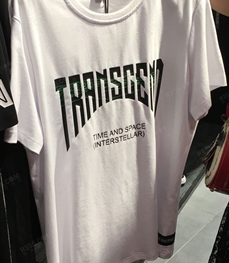 TRANSCEND
TIME AND SPACE
(INTERSTELLAR)